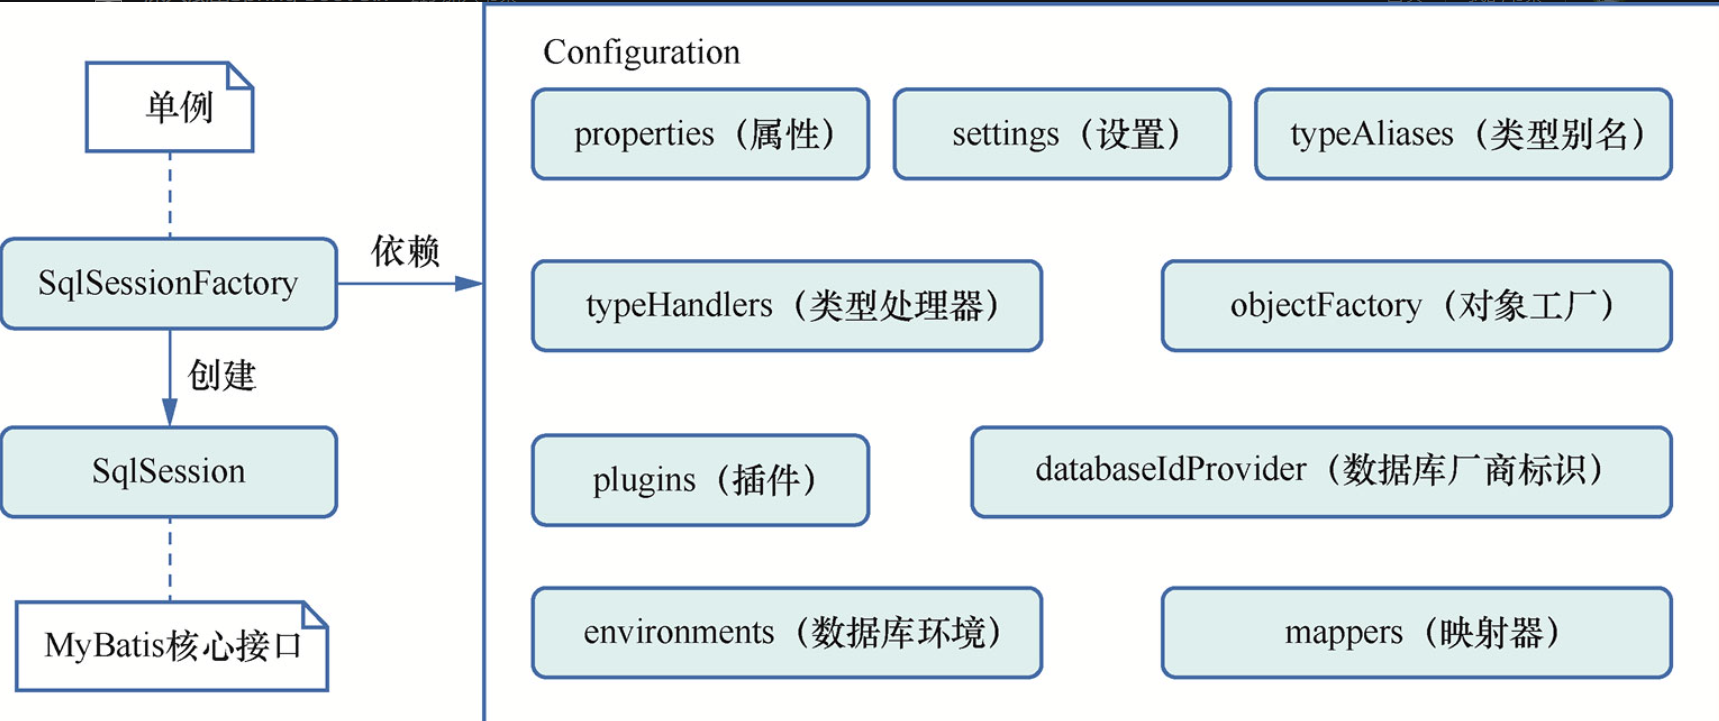 单例
SqlSessionFactory
依赖
创建
SqlSession
MyBatis核心接口
Configuration
properties（属性）
settings（设置）
typeAliases（类型别名）
typeHandlers（类型处理器）
objectFactory（对象工厂）
plugins（插件）
databaseIdProvider（数据库厂商标识）
environments（数据库环境）
mappers（映射器）